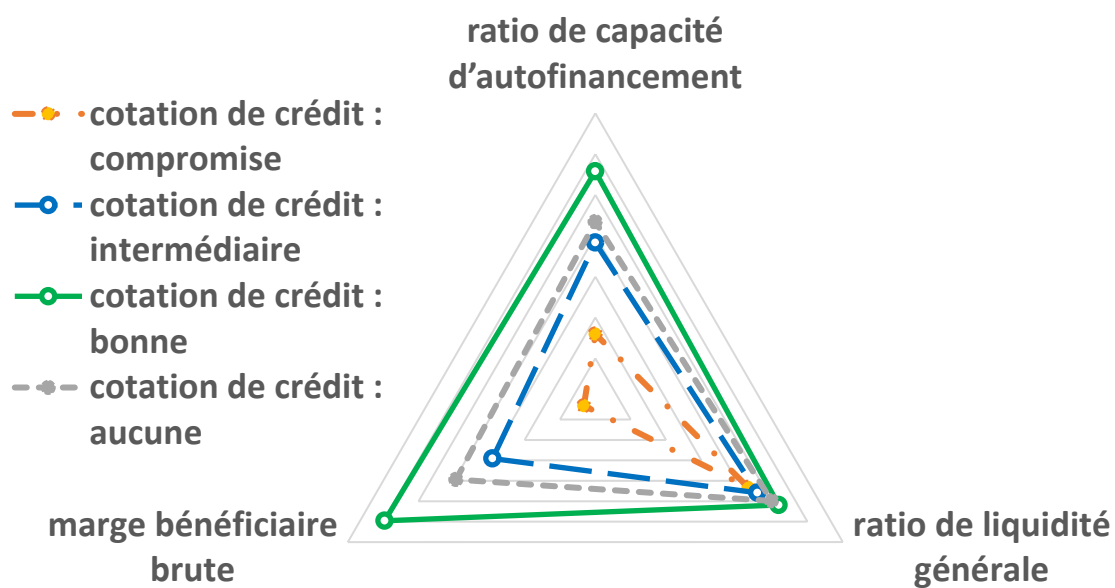 ratio de capacité
d’autofinancement
cotation de crédit :
compromise
cotation de crédit :
intermédiaire
cotation de crédit :
bonne
cotation de crédit :
aucune
marge bénéficiaire
brute
ratio de liquidité
générale